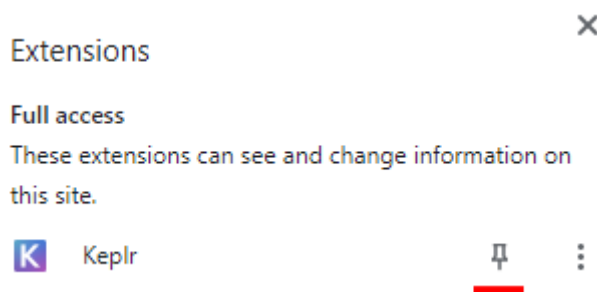 Extensions
Full access
These extensions can see and change information on
this site.
K Keplr